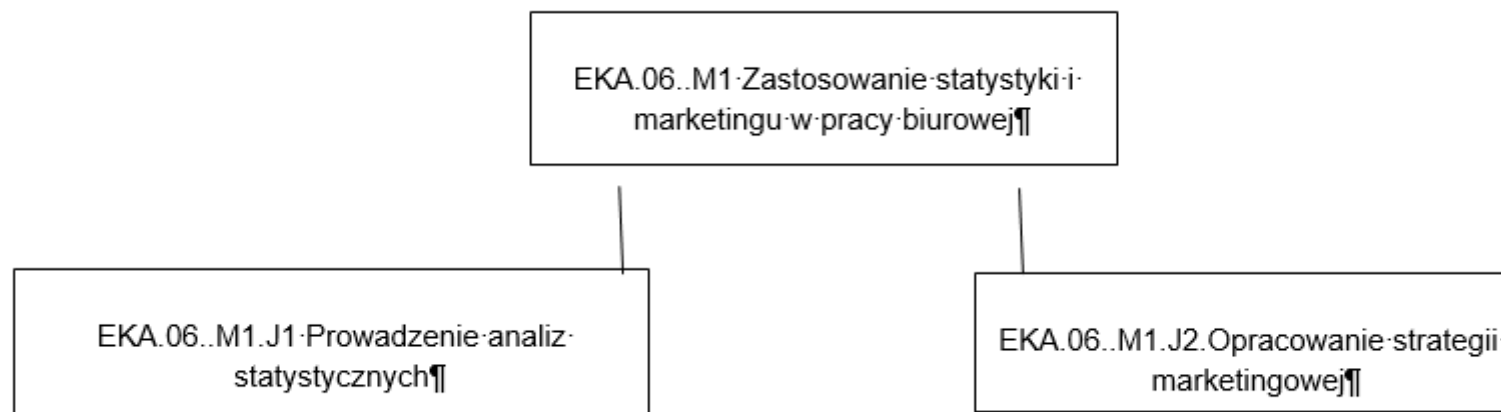 EKA.06..M1·Zastosowanie·statystyki·i·
marketingu·w·pracy·biurowej¶
EKA.06..M1.J1·Prowadzenie·analiz·
statystycznych¶
EKA.06..M1.J2.Opracowanie·strategii·
marketingowej¶